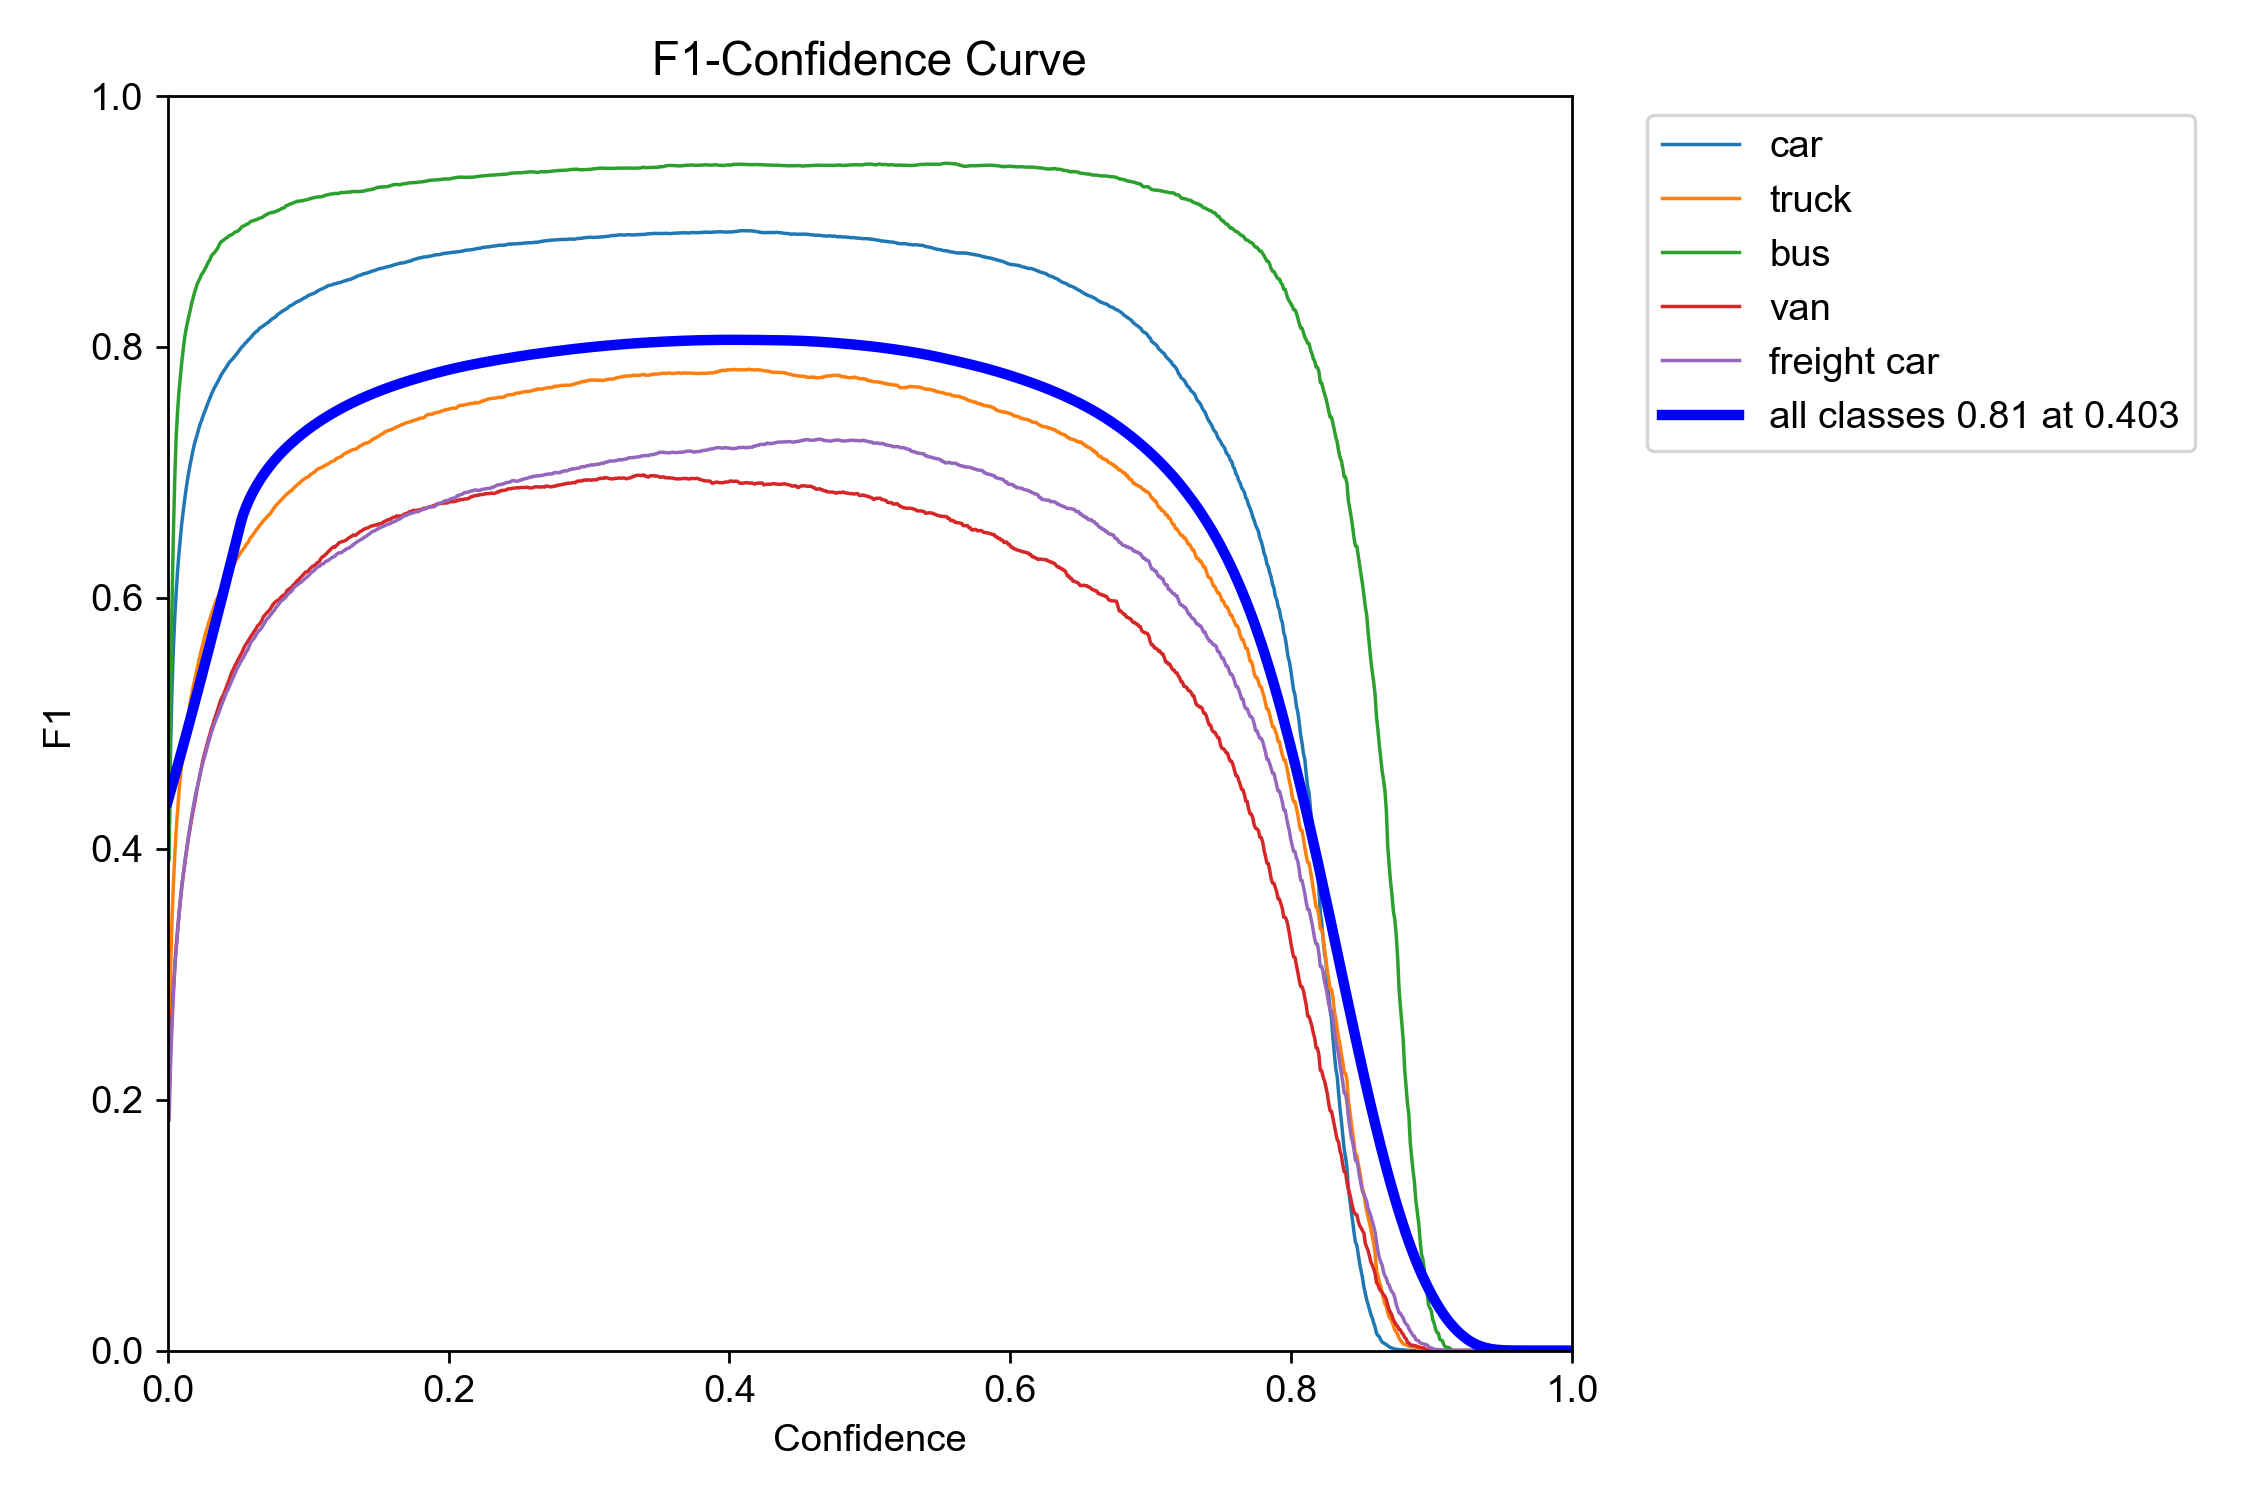 F1-Confidence Curve
1.0
0.8
0.6
0.4
0.2
0.0
F1
0.0 0.2 0.4 0.6 0.8 1.0
Confidence
car
truck
bus
van
freight car
all classes 0.81 at 0.403